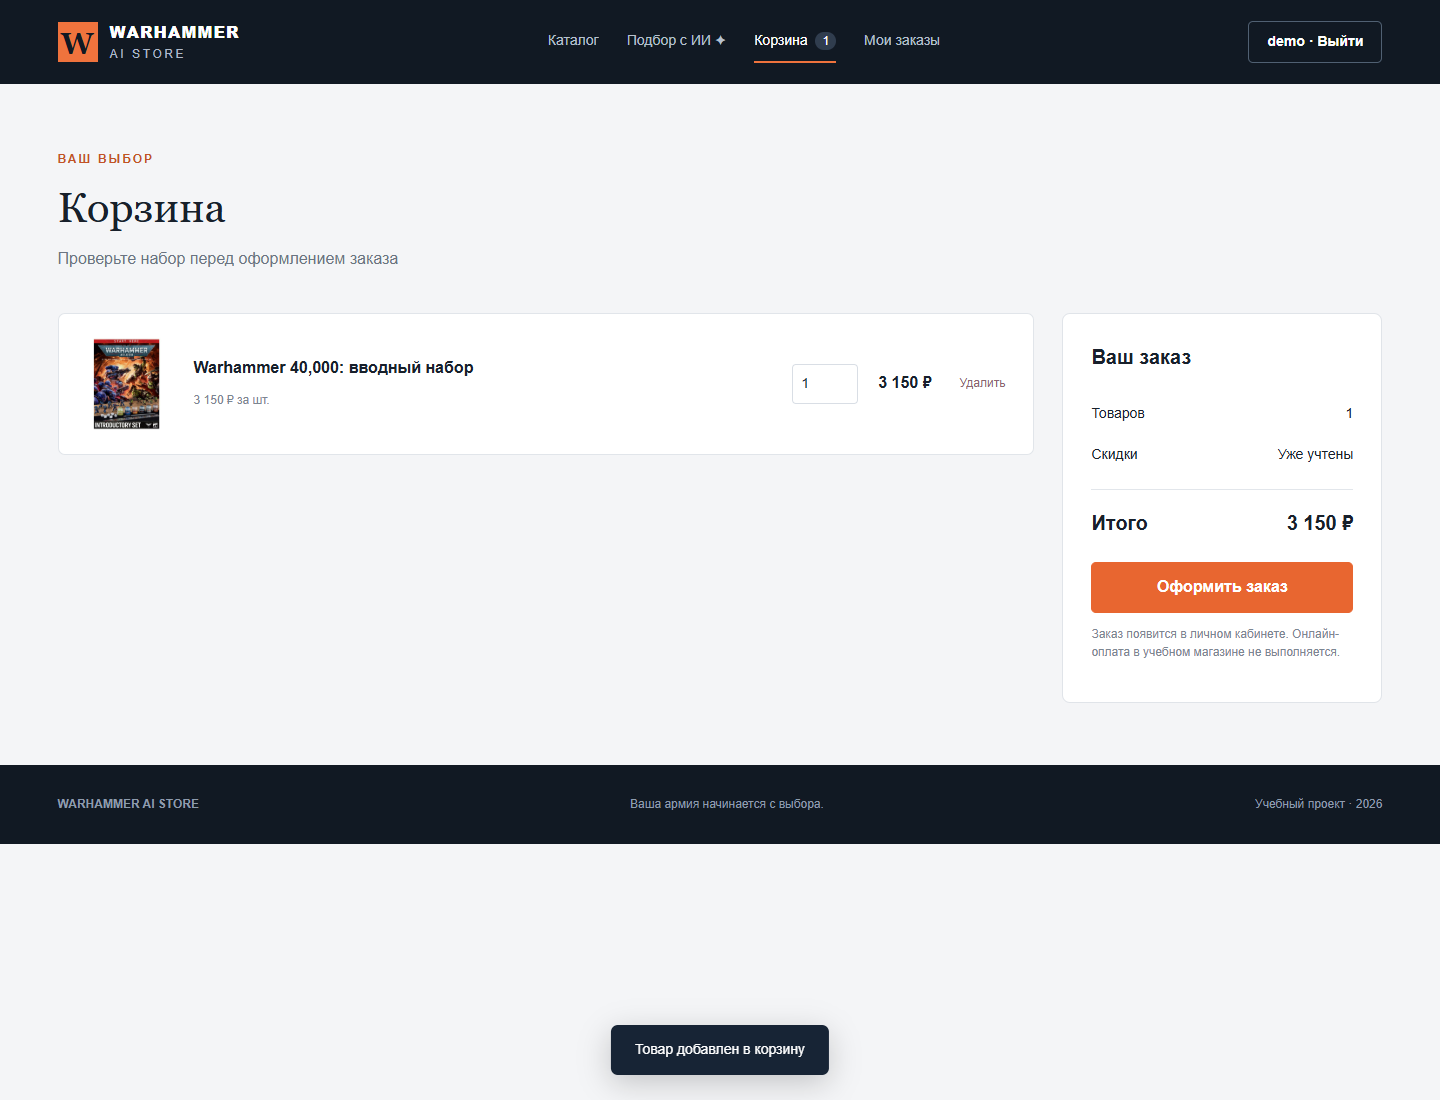 W
WARHAMMER
AI STORE
Каталог
Подбор с ИИ ✦
Корзина 1
Мои заказы
demo · Выйти
ВАШ ВЫБОР
Корзина
Проверьте набор перед оформлением заказа
WARHAMMER
INTRODUCTORY SET
Warhammer 40,000: вводный набор
3 150 ₽ за шт.
1
3 150 ₽
Удалить
Ваш заказ
Товаров 1
Скидки Уже учтены
Итого 3 150 ₽
Оформить заказ
Заказ появится в личном кабинете. Онлайн-
оплата в учебном магазине не выполняется.
WARHAMMER AI STORE
Ваша армия начинается с выбора.
Учебный проект · 2026
Товар добавлен в корзину